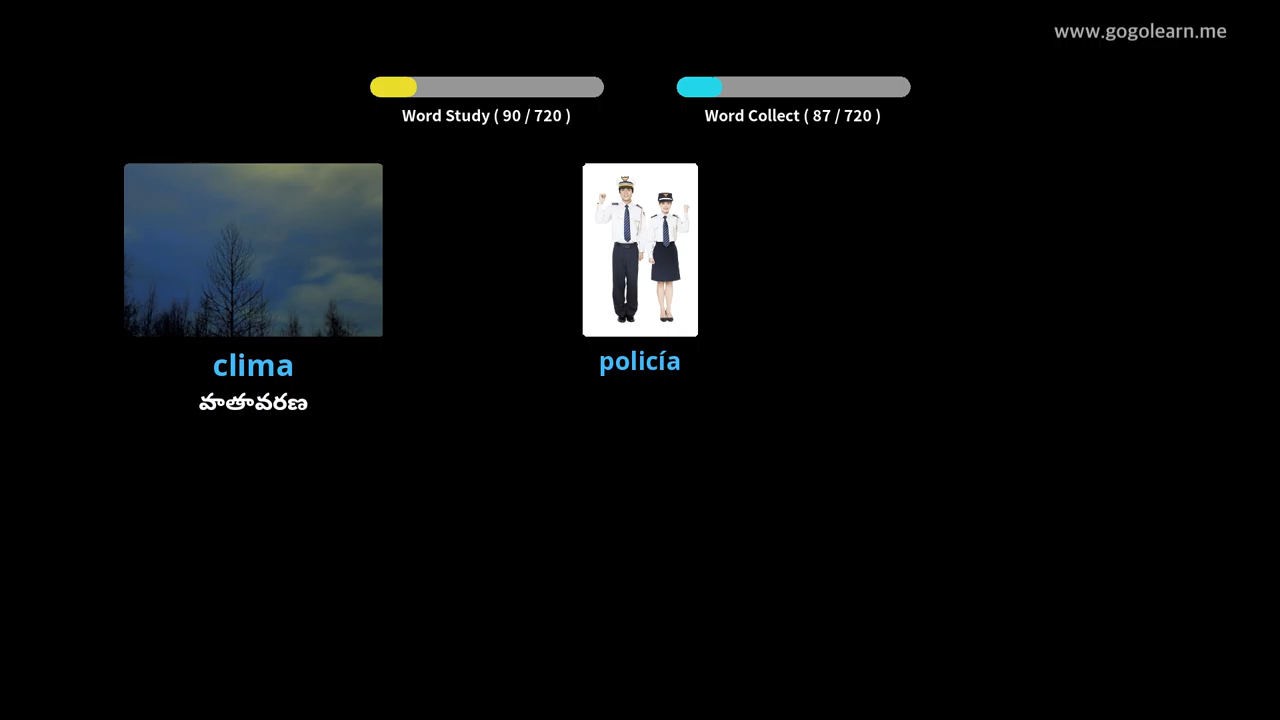 www.gogolearn.me
Word Study ( 90 / 720 )
Word Collect ( 87 / 720 )
clima
వాతావరణ
policía